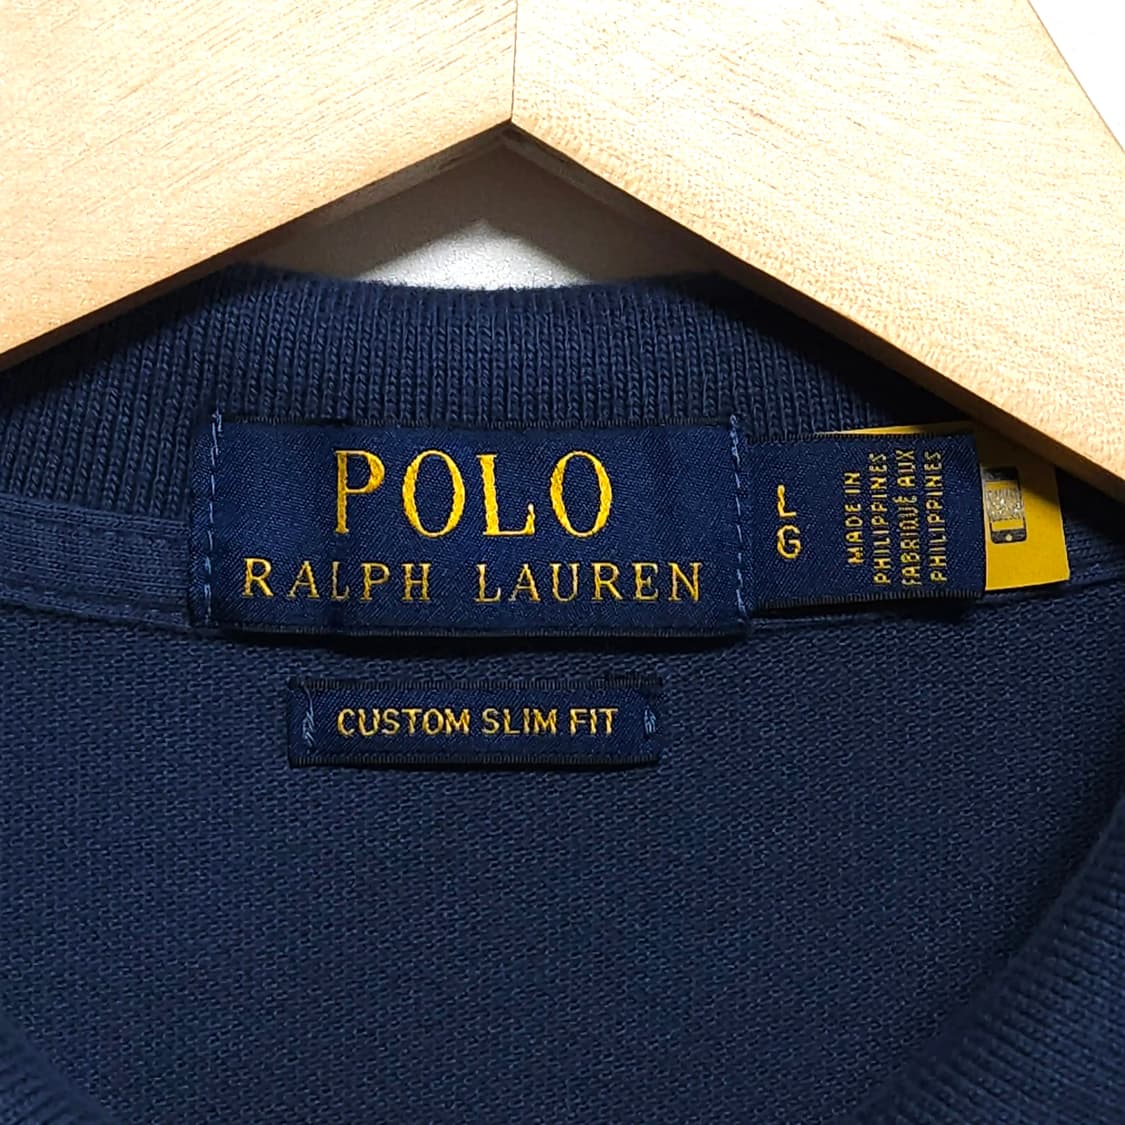 POLO
RALPH LAUREN
L
G
MADE IN
PHILIPPINES
FABRIQUÉ AUX
PHILIPPINES
CUSTOM SLIM FIT